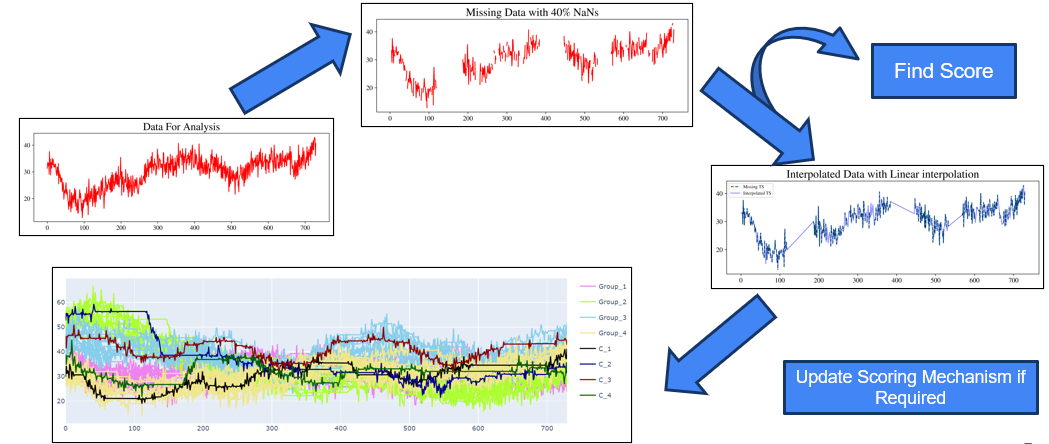 Missing Data with 40% NaNs
40
30
20
0
100
200
300
400
500
600
700
Find Score
Data For Analysis
40
30
20
0
100
200
300
400
500
600
700
Interpolated Data with Linear interpolation
Missing TS
Interpolated TS
40
30
20
0
100
200
300
400
500
600
700
60
50
40
30
20
0
100
200
300
400
500
600
700
Group_1
Group_2
Group_3
Group_4
C_1
C_2
C_3
C_4
Update Scoring Mechanism if
Required